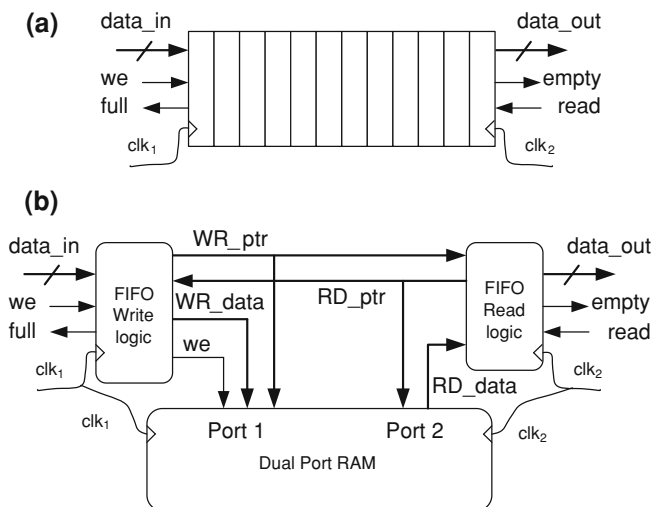 (a)
data_in
data_out
we
empty
full
read
clk1
clk2
(b)
data_in
WR_ptr
data_out
FIFO
Write
logic
WR_data
RD_ptr
FIFO
Read
logic
we
empty
full
we
read
clk1
RD_data
clk2
clk1
Port 1
Port 2
clk2
Dual Port RAM